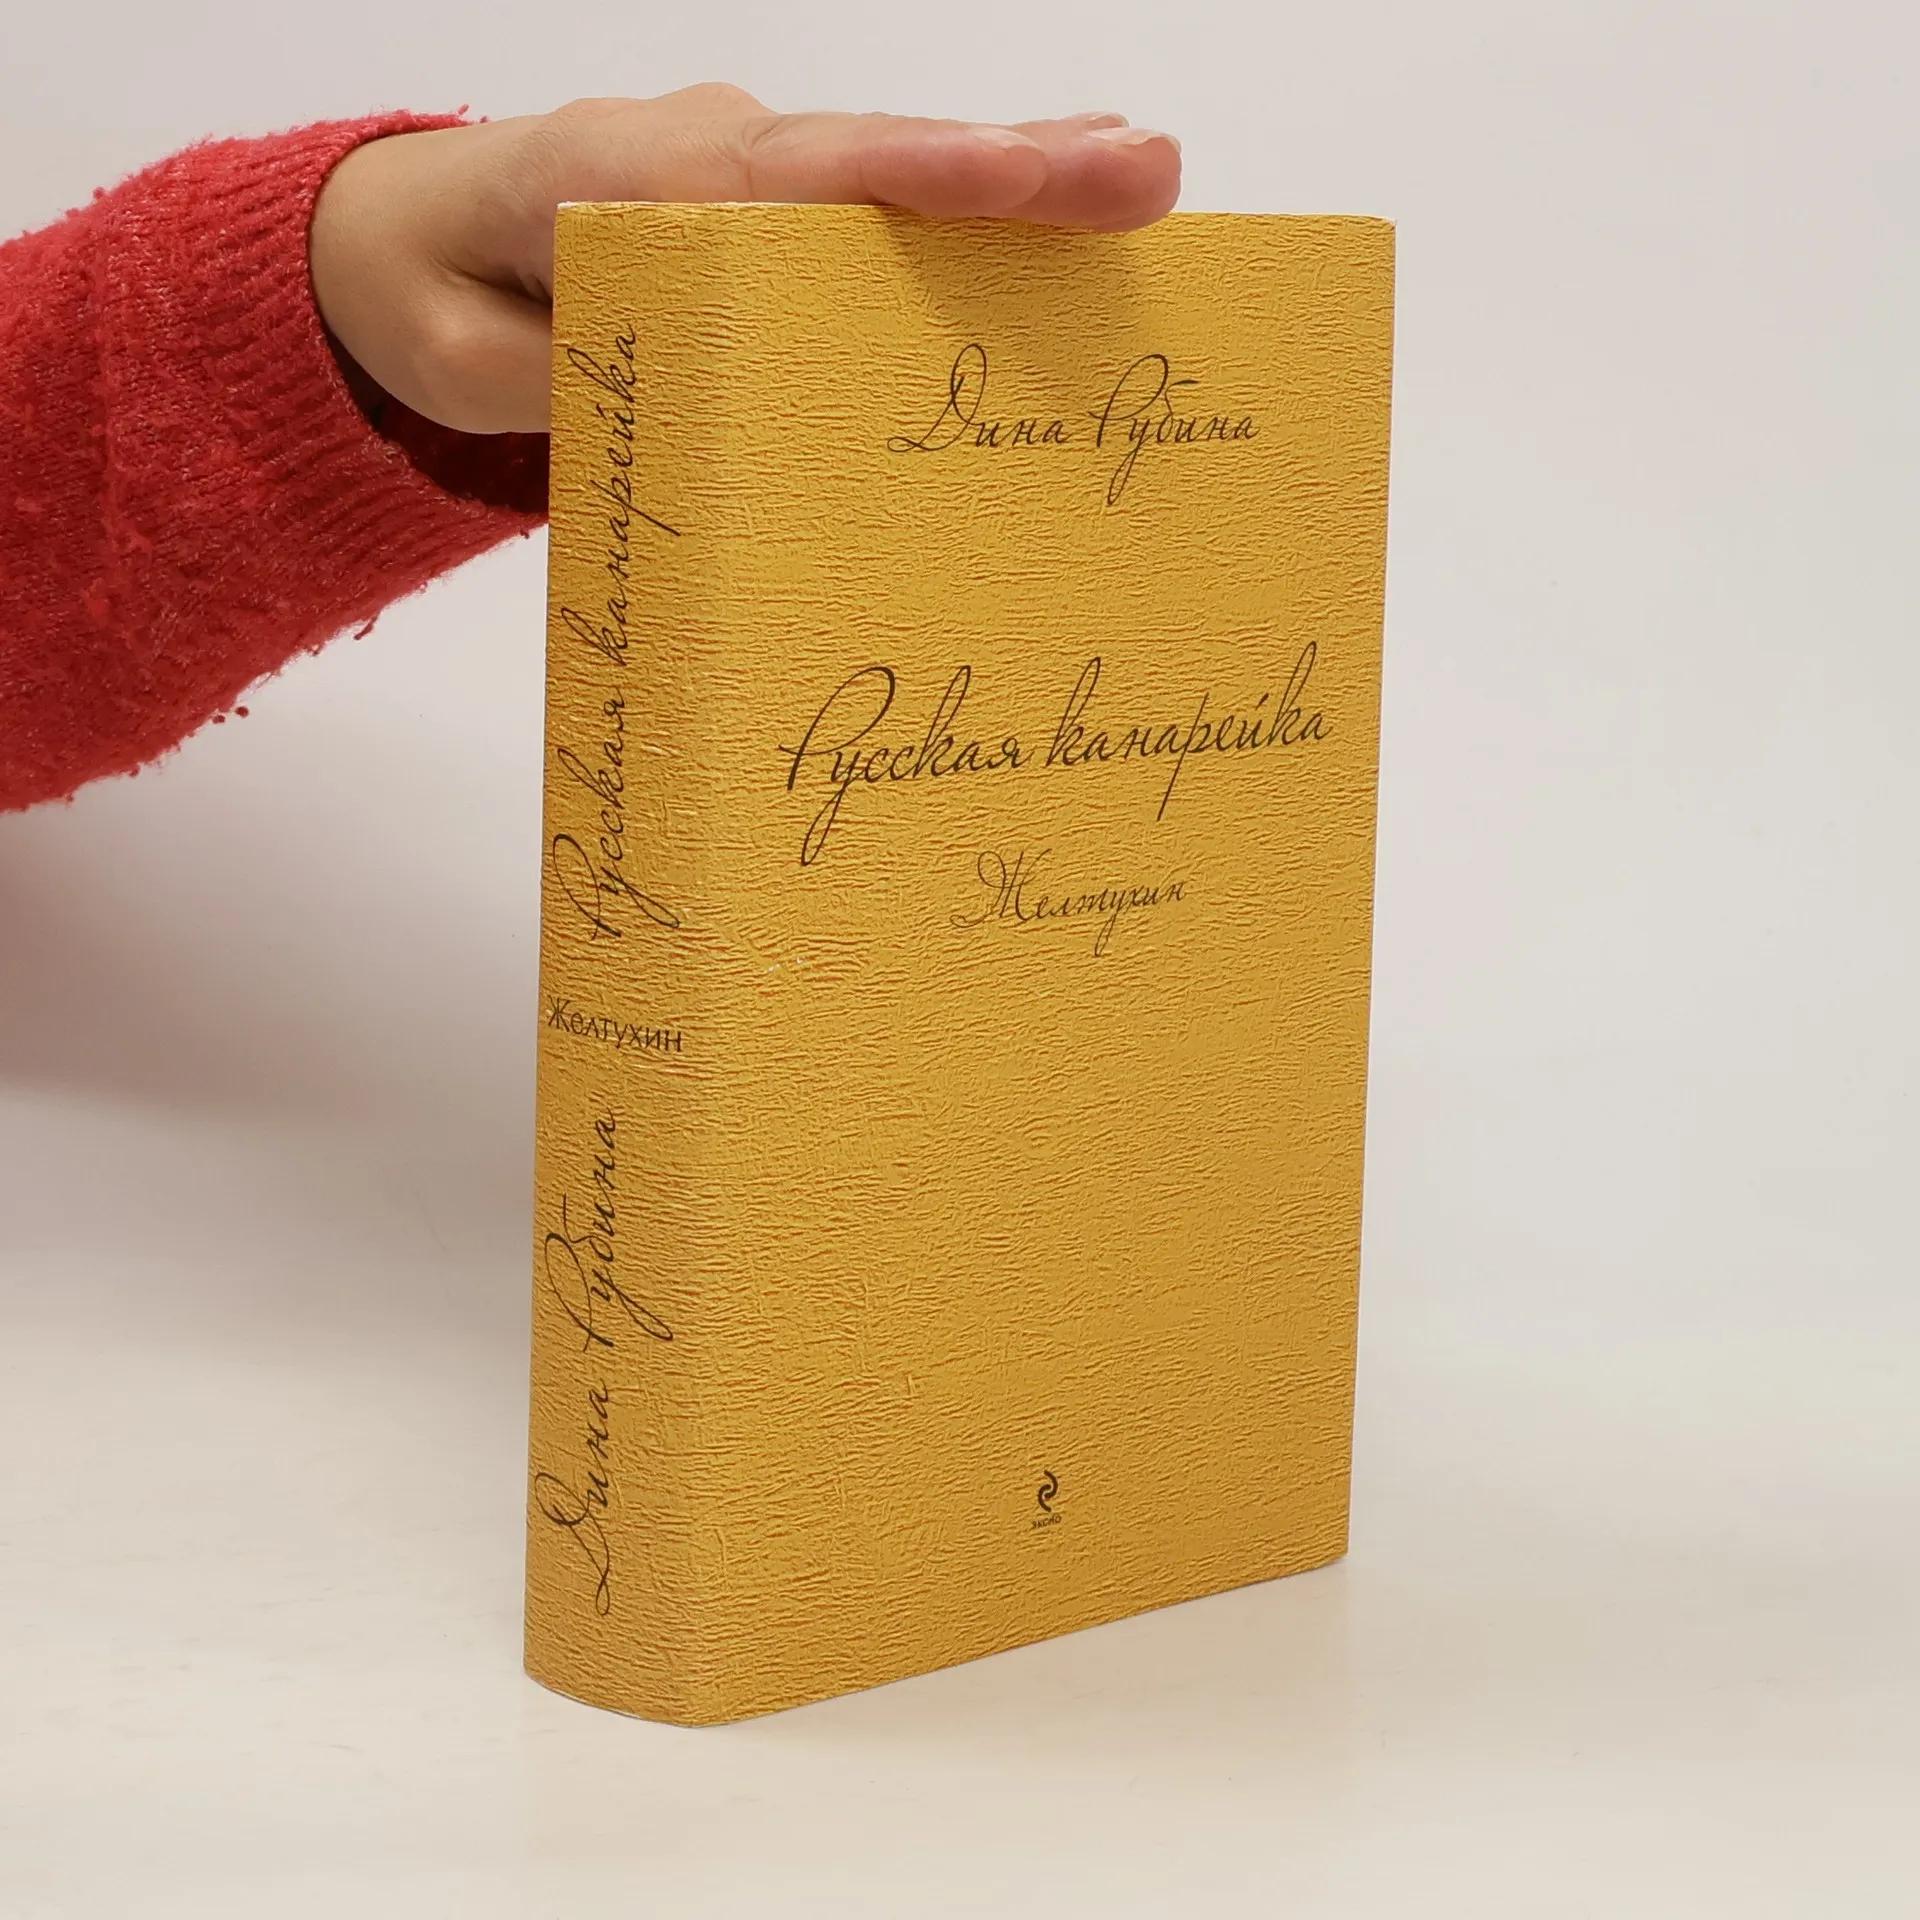 Дина Рубина
Русская канарейка
Желтухин
эксмо
Дина Рубина
Желтухин
Русская канарейка